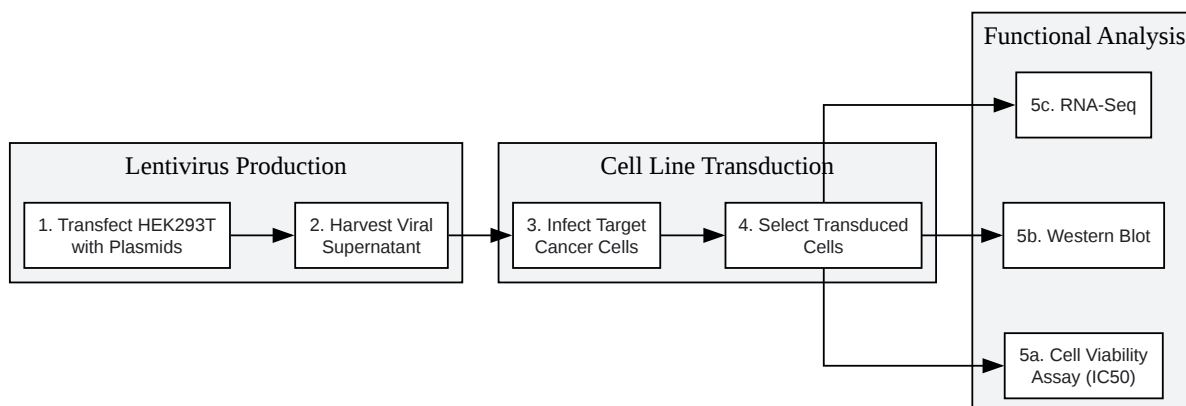 Functional Analysis
5c. RNA-Seq
Lentivirus Production
Cell Line Transduction
1. Transfect HEK293T
with Plasmids
2. Harvest Viral
Supernatant
3. Infect Target
Cancer Cells
4. Select Transduced
Cells
5b. Western Blot
5a. Cell Viability
Assay (IC50)